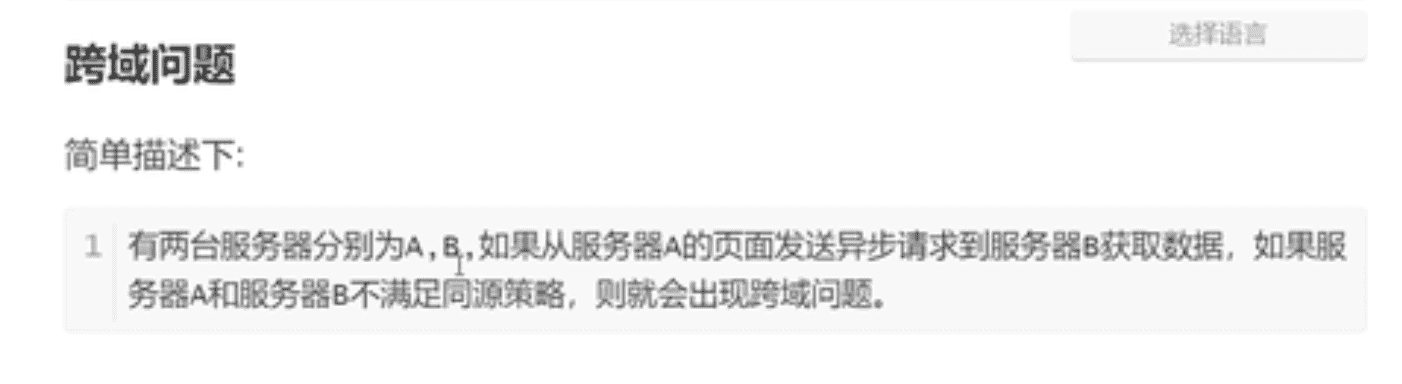 选择语言
跨域问题
简单描述下:
1 有两台服务器分别为A,B,如果从服务器A的页面发送异步请求到服务器B获取数据，如果服
务器A和服务器B不满足同源策略，则就会出现跨域问题。